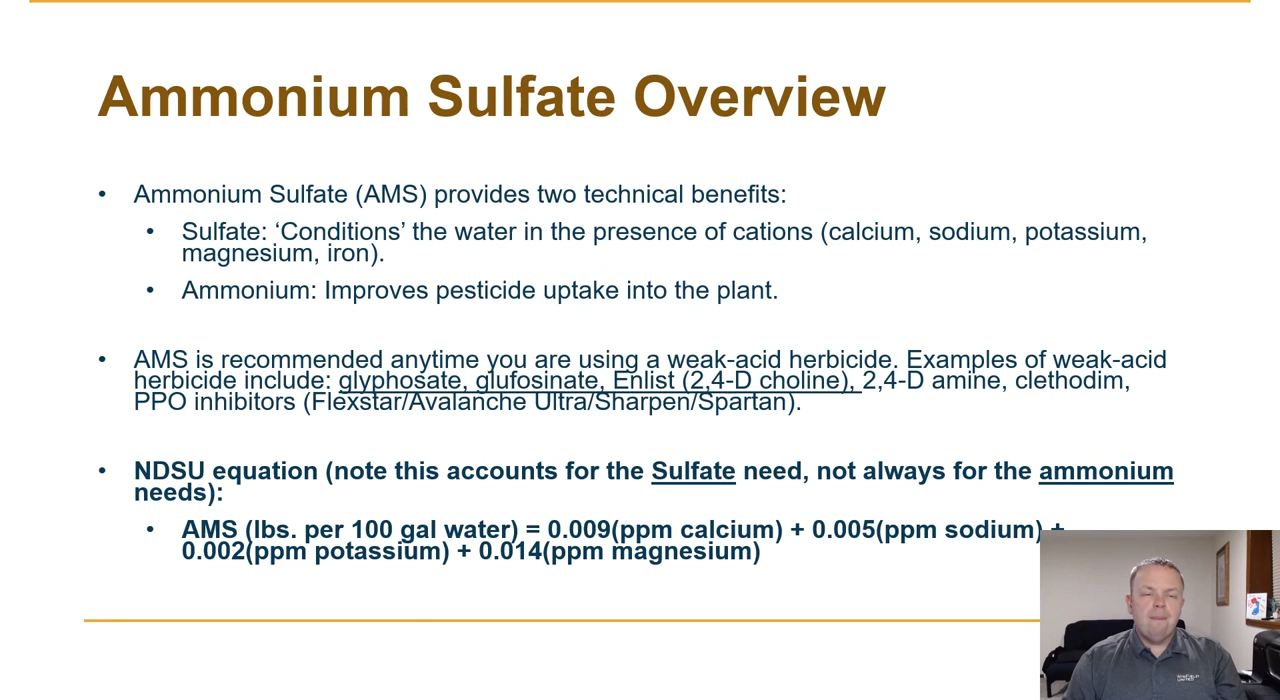 Ammonium Sulfate Overview
• Ammonium Sulfate (AMS) provides two technical benefits:
• Sulfate: ‘Conditions’ the water in the presence of cations (calcium, sodium, potassium,
magnesium, iron).
• Ammonium: Improves pesticide uptake into the plant.
• AMS is recommended anytime you are using a weak-acid herbicide. Examples of weak-acid
herbicide include: glyphosate, glufosinate, Enlist (2,4-D choline), 2,4-D amine, clethodim,
PPO inhibitors (Flexstar/Avalanche Ultra/Sharpen/Spartan).
• NDSU equation (note this accounts for the Sulfate need, not always for the ammonium
needs):
• AMS (lbs. per 100 gal water) = 0.009(ppm calcium) + 0.005(ppm sodium) +
0.002(ppm potassium) + 0.014(ppm magnesium)